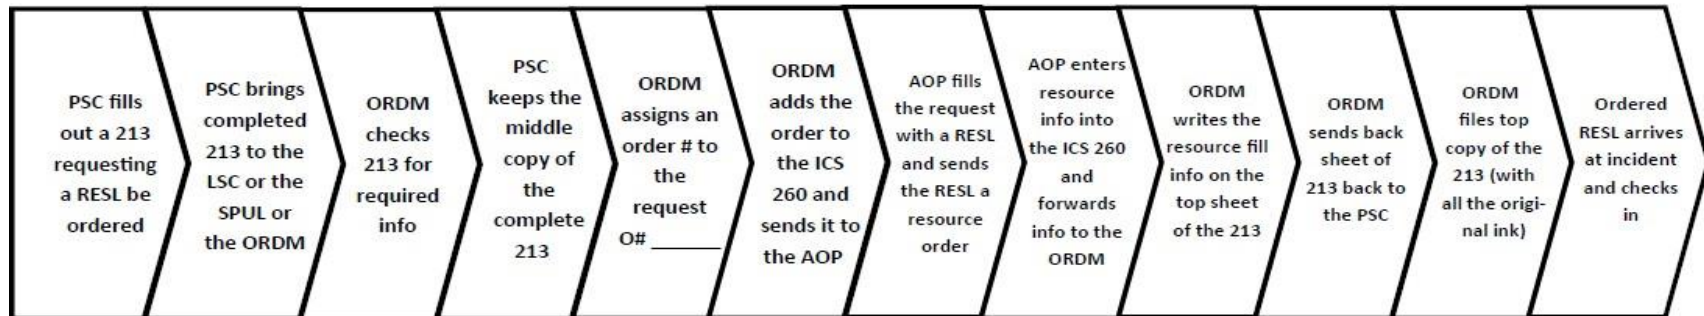 PSC fills
out a 213
requesting
a RESL be
ordered
PSC brings
completed
213 to the
LSC or the
SPUL or
the ORDM
ORDM
checks
213 for
required
info
PSC
keeps the
middle
copy of
the
complete
213
ORDM
assigns an
order # to
the
request
O# _______
ORDM
adds the
order to
the ICS
260 and
sends it to
the AOP
AOP fills
the request
with a RESL
and sends
the RESL a
resource
order
AOP enters
resource
info into
the ICS 260
and
forwards
info to the
ORDM
ORDM
writes the
resource fill
info on the
top sheet
of the 213
ORDM
sends back
sheet of
213 back to
the PSC
ORDM
files top
copy of the
213 (with
all the origi-
nal ink)
Ordered
RESL arrives
at incident
and checks
in